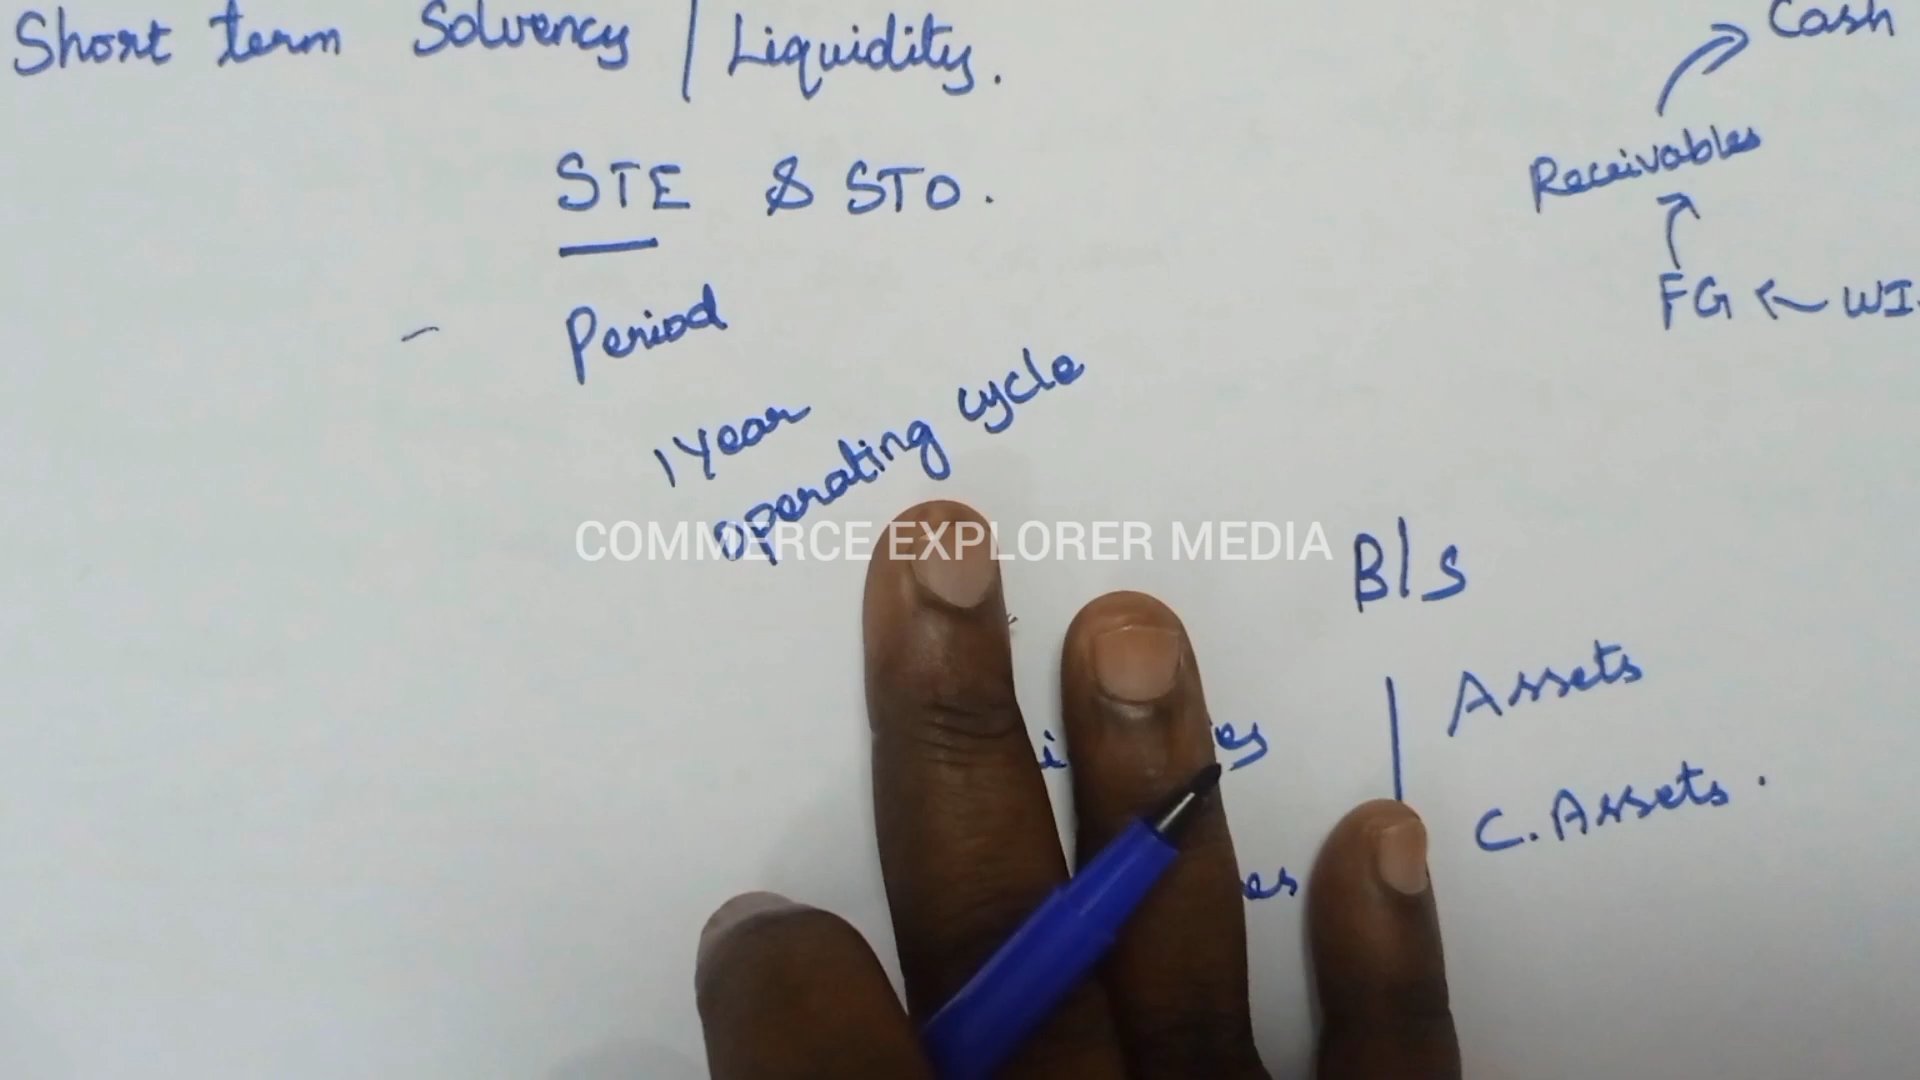 Short term Solvency / Liquidity.
Cash
Receivables
STE & STO.
FG ← WI
Period
1 Year
operating cycle
COMMERCE EXPLORER MEDIA
B/S
Assets
C. Assets.